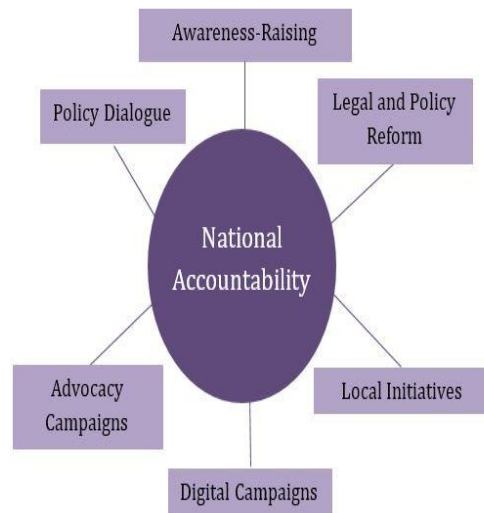 Awareness-Raising
Policy Dialogue
Legal and Policy
Reform
National
Accountability
Advocacy
Campaigns
Local Initiatives
Digital Campaigns